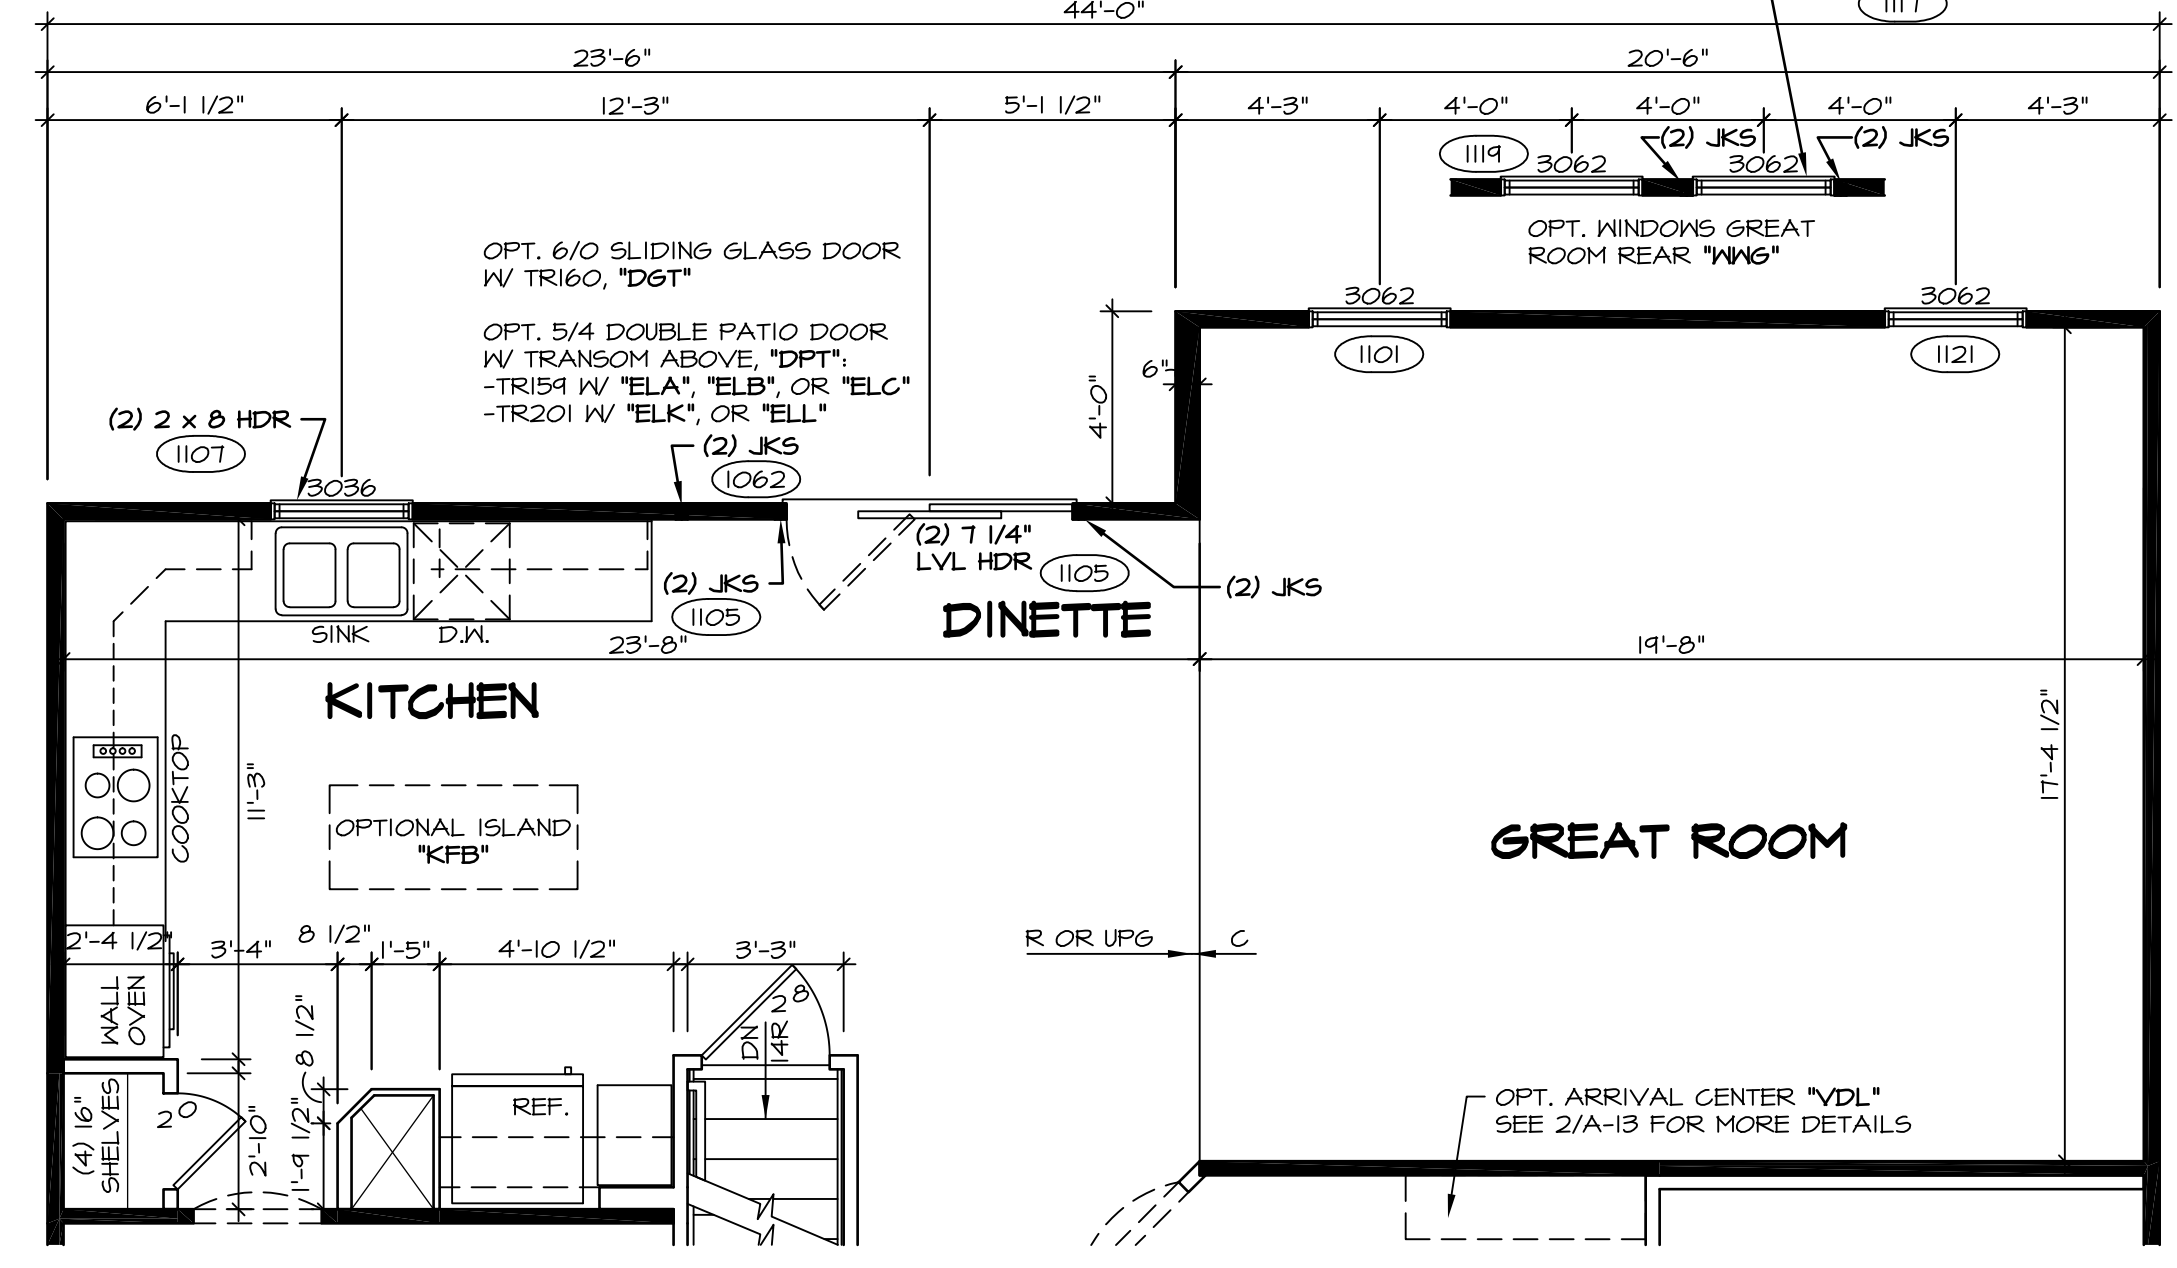 44'-0"
1117
23'-6"
20'-6"
6'-1 1/2"
12'-3"
5'-1 1/2"
4'-3"
4'-0"
4'-0"
4'-0"
4'-3"
(2) JKS
(2) JKS
1119
3062
3062
OPT. WINDOWS GREAT
ROOM REAR "WWG"
OPT. 6/0 SLIDING GLASS DOOR
W/ TR160, "DGT"
OPT. 5/4 DOUBLE PATIO DOOR
W/ TRANSOM ABOVE, "DPT":
-TR159 W/ "ELA", "ELB", OR "ELC"
-TR201 W/ "ELK", OR "ELL"
3062
3062
1101
1121
6"
4'-0"
(2) 2 x 8 HDR
1107
(2) JKS
1062
3036
(2) 7 1/4"
LVL HDR
1105
(2) JKS
(2) JKS
1105
DINETTE
SINK
D.W.
23'-8"
19'-8"
KITCHEN
COOKTOP
11'-3"
17'-4 1/2"
OPTIONAL ISLAND
"KFB"
GREAT ROOM
R OR UPG
C
2'-4 1/2"
3'-4"
8 1/2"
1'-5"
4'-10 1/2"
3'-3"
WALL
OVEN
8 1/2"
2 8
DN
14R
(4) 16"
SHELVES
2 0
2'-10"
1'-9 1/2"
REF.
OPT. ARRIVAL CENTER "VDL"
SEE 2/A-13 FOR MORE DETAILS